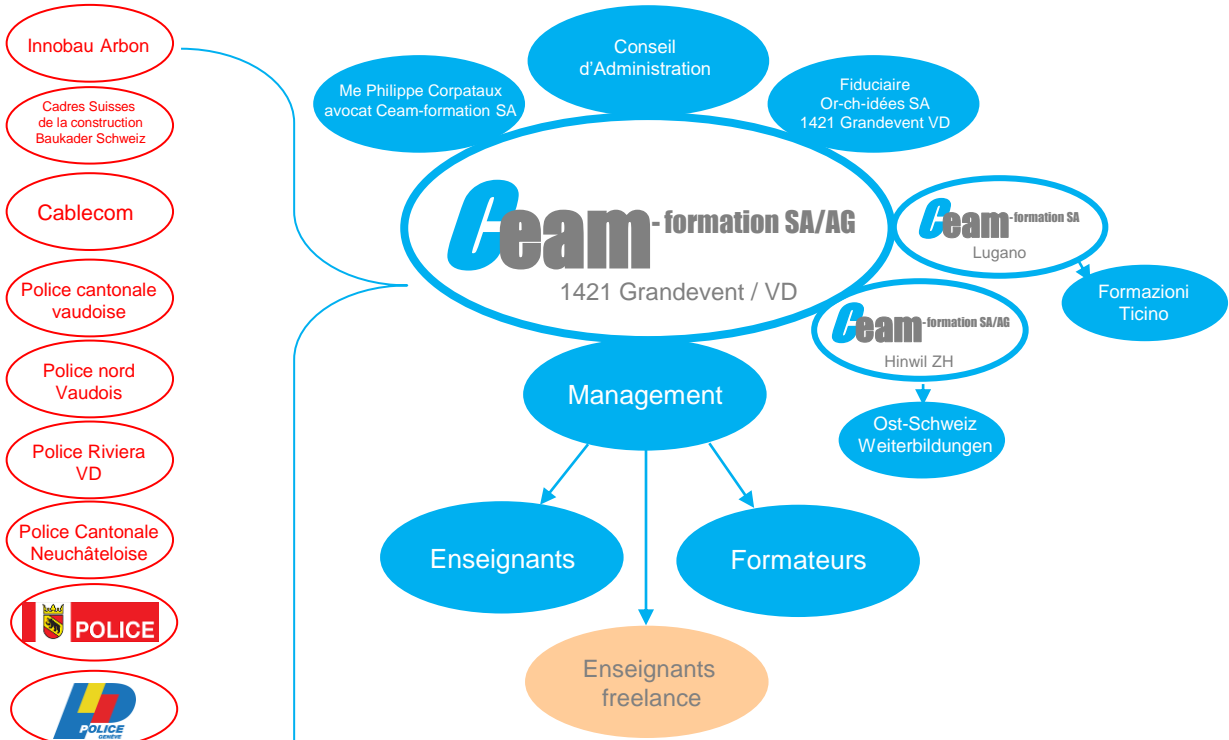 Innobau Arbon
Cadres Suisses
de la construction
Baukader Schweiz
Cablecom
Police cantonale
vaudoise
Police nord
Vaudois
Police Riviera
VD
Police Cantonale
Neuchâteloise
POLICE
POLICE
GENÈVE
Me Philippe Corpataux
avocat Ceam-formation SA
Conseil
d'Administration
Fiduciaire
Or-ch-idées SA
1421 Grandevent VD
Ceam-formation SA/AG
1421 Grandevent / VD
Ceam-formation SA
Lugano
Formazioni
Ticino
Ceam-formation SA/AG
Hinwil ZH
Ost-Schweiz
Weiterbildungen
Management
Enseignants
Formateurs
Enseignants
freelance